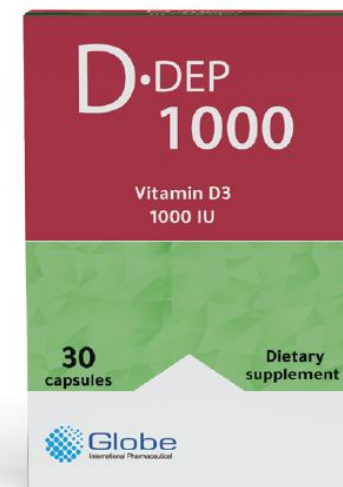 D•DEP
1000
Vitamin D3
1000 IU
30
capsules
Dietary
supplement
Globe
International Pharmaceutical